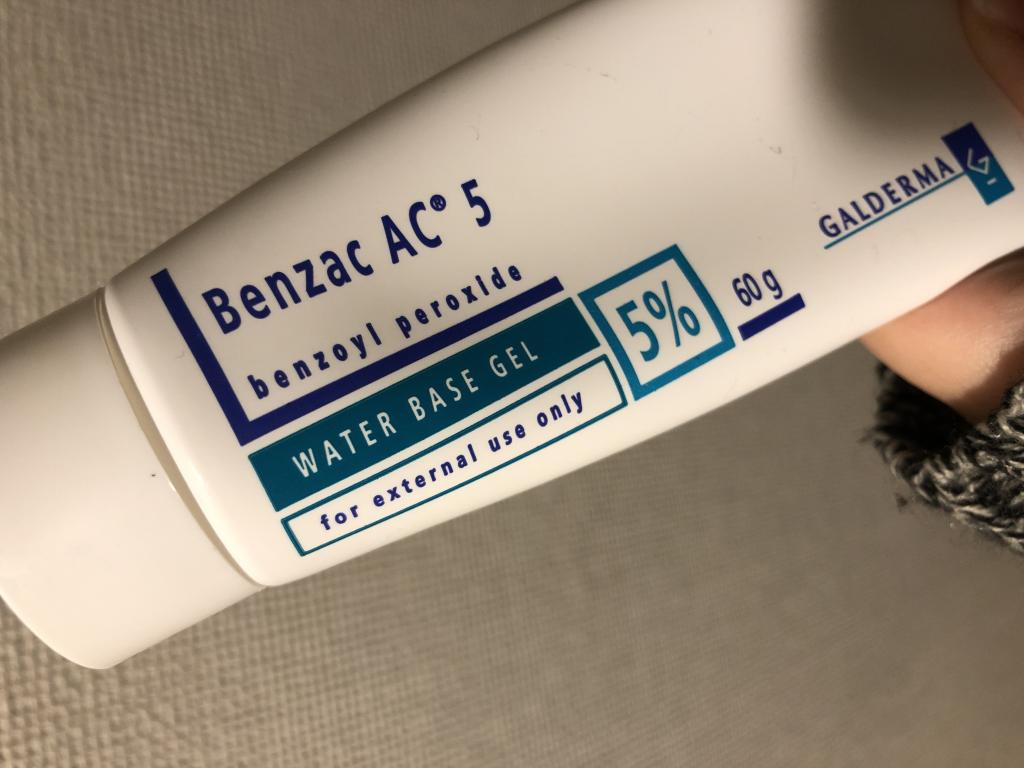 Benzac AC® 5
benzoyl peroxide
WATER BASE GEL
for external use only
5%
60 g
GALDERMA
G